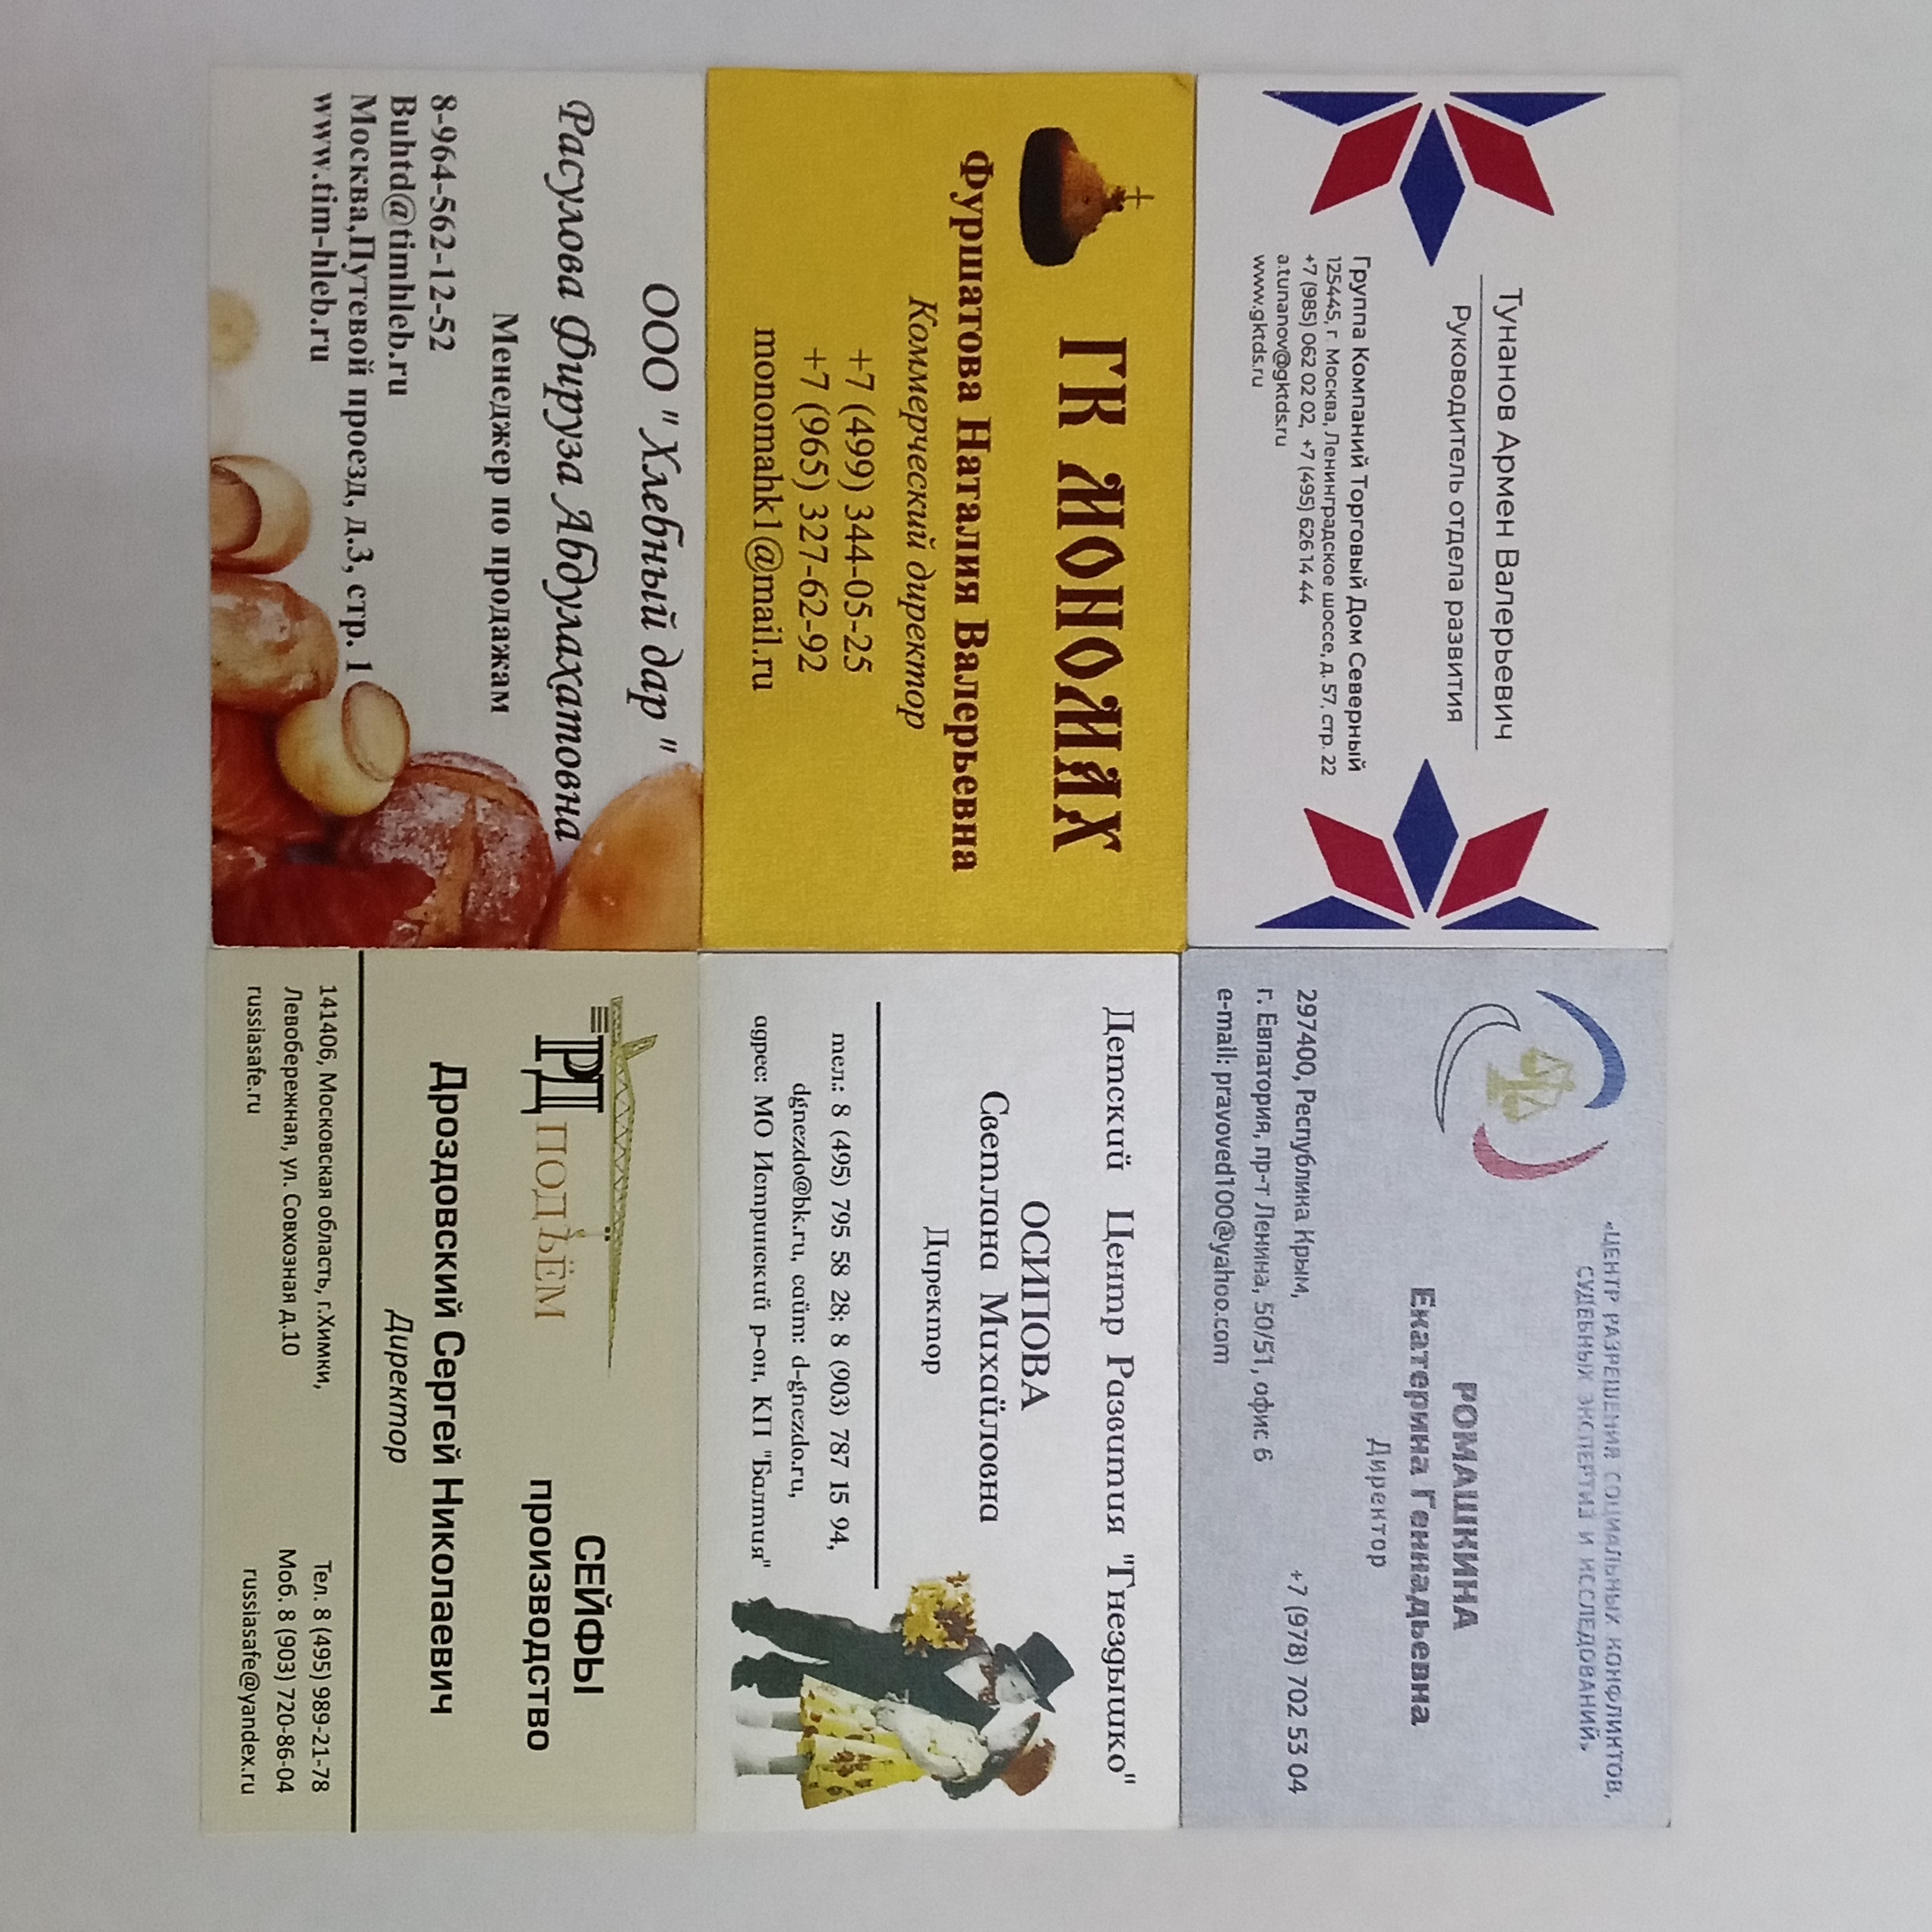 Тунанов Армен Валерьевич
Руководитель отдела развития
Группа Компаний Торговый Дом Северный
125445, г. Москва, Ленинградское шоссе, д. 57, стр. 22
+7 (985) 062 02 02, +7 (495) 626 14 44
a.tunanov@gktds.ru
www.gktds.ru
«ЦЕНТР РАЗРЕШЕНИЯ СОЦИАЛЬНЫХ КОНФЛИКТОВ,
СУДЕБНЫХ ЭКСПЕРТИЗ И ИССЛЕДОВАНИЙ»
РОМАШКИНА
Екатерина Геннадьевна
Директор
297400, Республика Крым,
г. Евпатория, пр-т Ленина, 50/51, офис 6
e-mail: pravoved100@yahoo.com
+7 (978) 702 53 04
ГК МОНОМАХ
Фуршатова Наталия Валерьевна
Коммерческий директор
+7 (499) 344-05-25
+7 (965) 327-62-92
monomahk1@mail.ru
Детский Центр Развития "Гнездышко"
ОСИПОВА
Светлана Михайловна
Директор
тел.: 8 (495) 795 58 28; 8 (903) 787 15 94,
dgnezdo@bk.ru, сайт: d-gnezdo.ru,
адрес: МО Истринский р-он, КП "Балтия"
ООО " Хлебный дар "
Расулова Фируза Абдулахатовна
Менеджер по продажам
8-964-562-12-52
Buhtd@timhleb.ru
Москва,Путевой проезд, д.3, стр. 1
www.tim-hleb.ru
РД ПОДЪЁМ
СЕЙФЫ
производство
Дроздовский Сергей Николаевич
Директор
141406, Московская область, г.Химки,
Левобережная, ул. Совхозная д.10
russiasafe.ru
Тел. 8 (495) 989-21-78
Моб. 8 (903) 720-86-04
russiasafe@yandex.ru